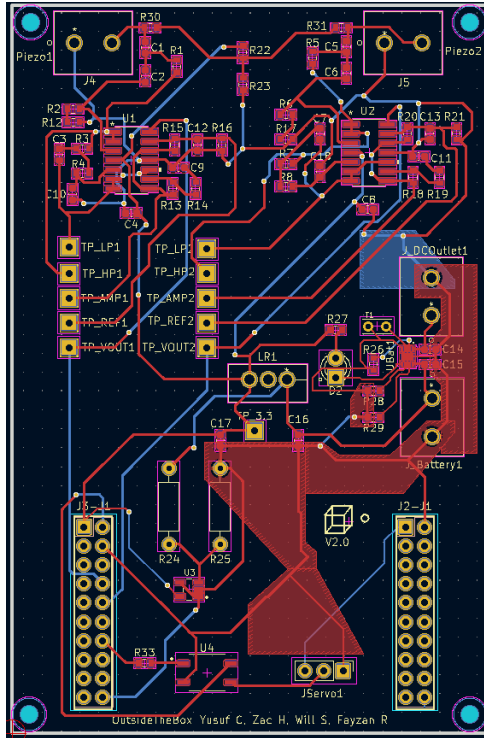 R30
R31
Piezo1
C1
R1
R22
R5
C5
Piezo2
J4
C2
C6
J5
R23
R2
R12
U1
R6
U2
R15
C12
R16
R17
C7
R20
C13
R21
C3
R3
R4
C9
R7
C11
C10
R13
R14
R8
R18
R19
C4
C8
TP_LP1
TP_LP2
J_DCOutlet1
TP_HP1
TP_HP2
TP_AMP1
TP_AMP2
TP_REF1
TP_REF2
R27
TP_VOUT1
TP_VOUT2
LR1
R26
C14
C15
D2
R28
TP_3.3
R29
C17
C16
J_Battery1
J3-J1
J2-J1
V2.0
R24
R25
U3
U4
R33
JServo1
OutsideTheBox Yusuf C, Zac H, Will S, Fayzan R